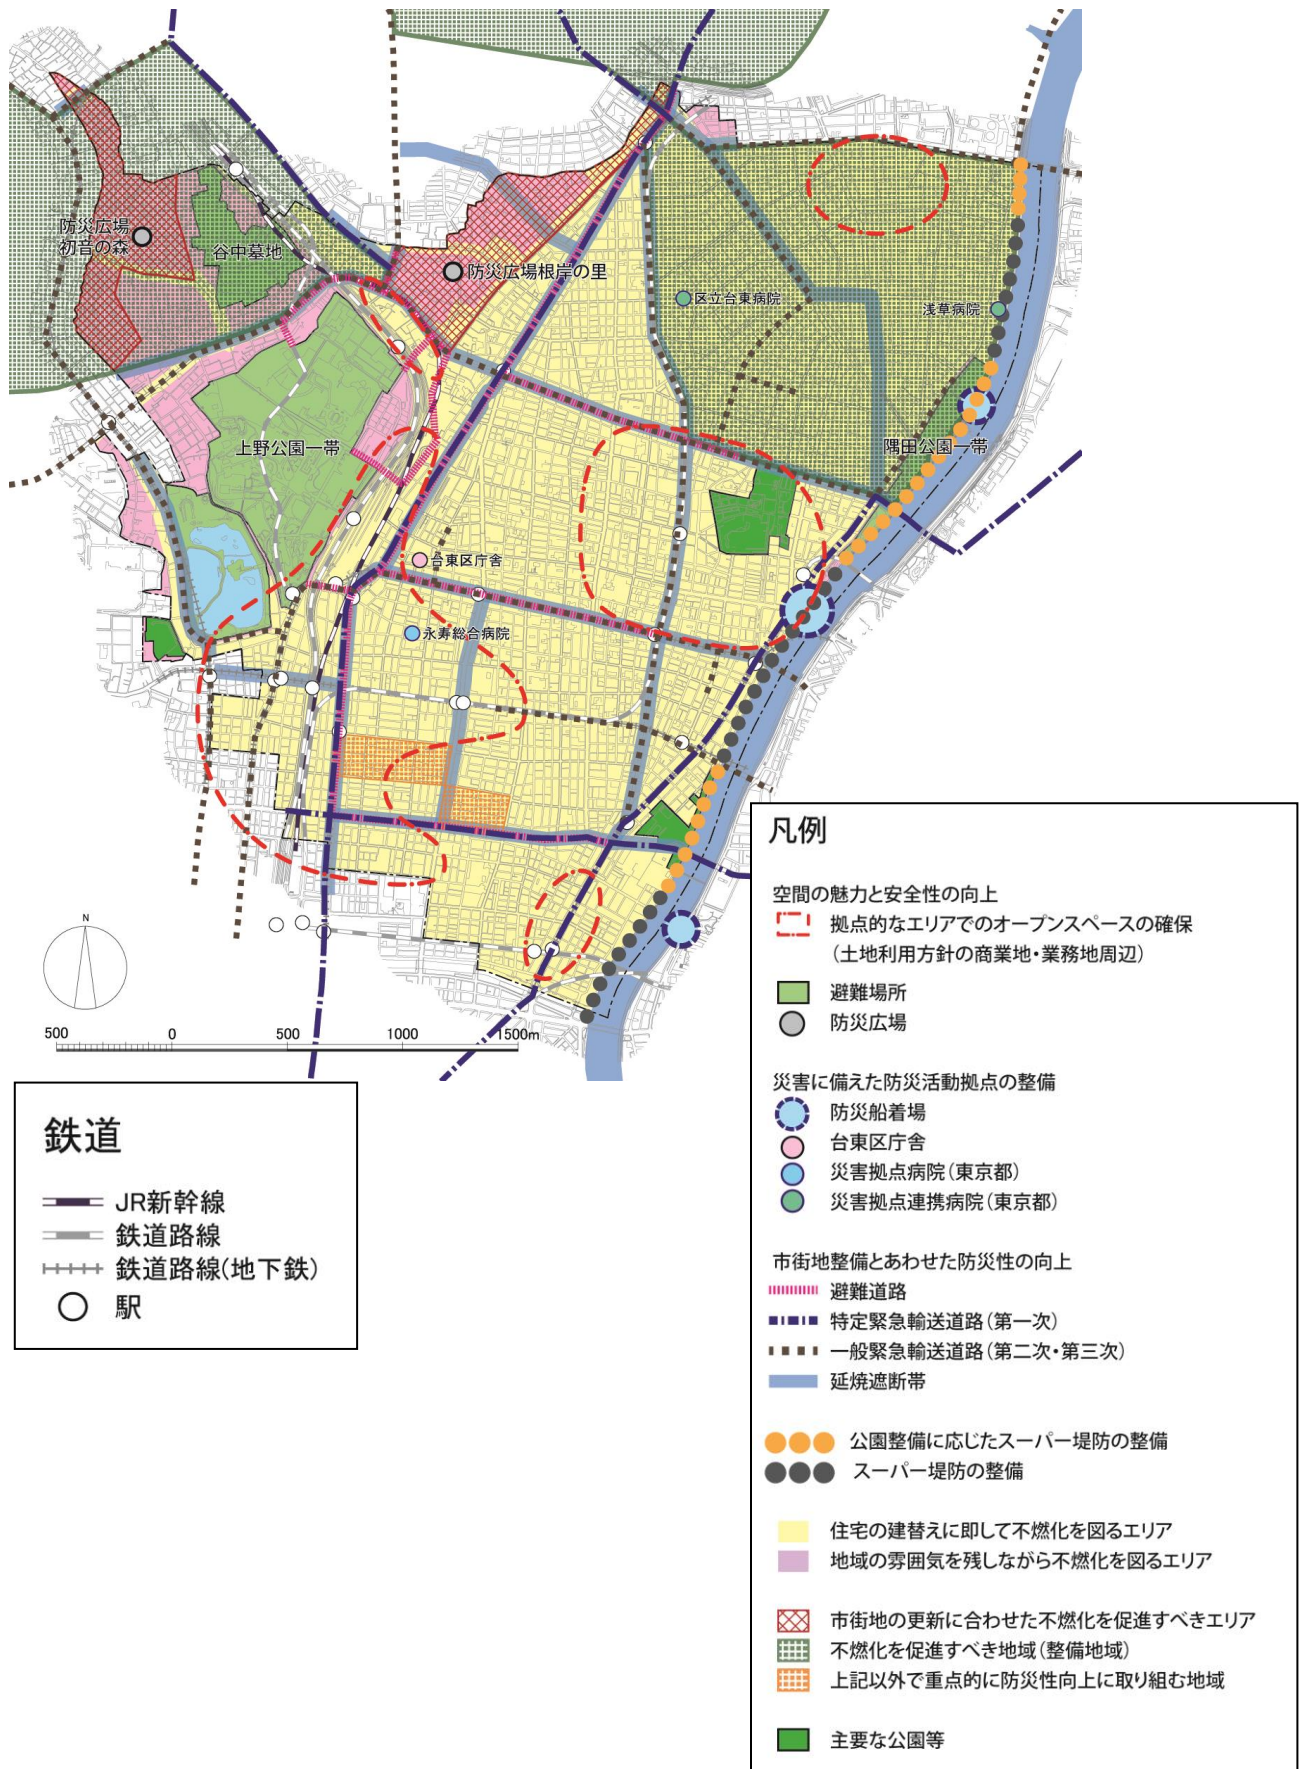 防災広場
初音の森
谷中墓地
防災広場根岸の里
区立台東病院
浅草病院
上野公園一帯
隅田公園一帯
台東区庁舎
永寿総合病院
N
500 0 500 1000 1500m
鉄道
JR新幹線
鉄道路線
鉄道路線(地下鉄)
駅
凡例
空間の魅力と安全性の向上
拠点的なエリアでのオープンスペースの確保
(土地利用方針の商業地・業務地周辺)
避難場所
防災広場
災害に備えた防災活動拠点の整備
防災船着場
台東区庁舎
災害拠点病院(東京都)
災害拠点連携病院(東京都)
市街地整備とあわせた防災性の向上
避難道路
特定緊急輸送道路(第一次)
一般緊急輸送道路(第二次・第三次)
延焼遮断帯
公園整備に応じたスーパー堤防の整備
スーパー堤防の整備
住宅の建替えに即して不燃化を図るエリア
地域の雰囲気を残しながら不燃化を図るエリア
市街地の更新に合わせた不燃化を促進すべきエリア
不燃化を促進すべき地域(整備地域)
上記以外で重点的に防災性向上に取り組む地域
主要な公園等